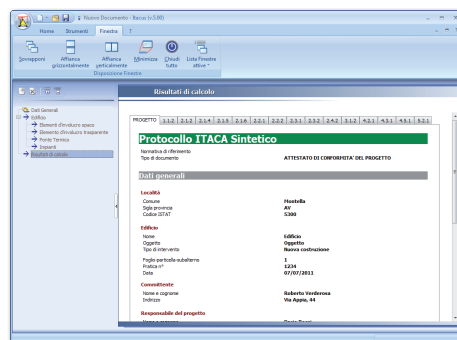 Nuovo Documento - Itacus (v.3.00)
Home Strumenti Finestra ?
Sovrapponi Affianca orizzontalmente Affianca verticalmente Minimizza Chiudi tutto Lista Finestre attive
Disposizione Finestre
Risultati di calcolo
Dati Generali
Edificio
Elementi d'involucro opaco
Elementi d'involucro trasparente
Ponte Termico
Impianti
Risultati di calcolo
PROGETTO 1.1.2 2.1.2 2.1.4 2.1.5 2.1.6 2.2.1 2.2.2 2.3.1 2.3.2 2.4.2 3.1.2 4.2.1 4.3.1 4.5.1 5.2.1
Protocollo ITACA Sintetico
Normativa di riferimento
Tipo di documento ATTESTATO DI CONFORMITA' DEL PROGETTO
Dati generali
Località
Comune Montella
Sigla provincia AV
Codice ISTAT 5300
Edificio
Nome Edificio
Oggetto Oggetto
Tipo di intervento Nuova costruzione
Foglio-particella-subalterno 1
Pratica n° 1234
Data 07/07/2011
Committente
Nome e cognome Roberto Verderosa
Indirizzo Via Appia, 44
Responsabile del progetto